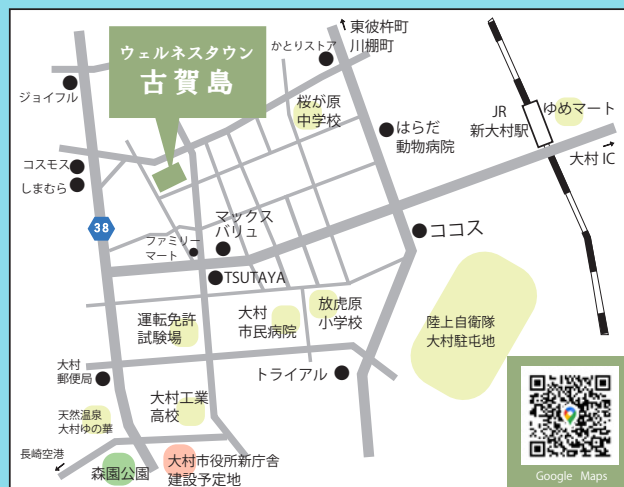 東彼杵町
川棚町
かとりストア
ウェルネスタウン
古賀島
ジョイフル
桜が原
中学校
JR
新大村駅
ゆめマート
はらだ
動物病院
大村 IC
コスモス
しまむら
38
マックス
バリュ
ココス
ファミリー
マート
TSUTAYA
運転免許
試験場
大村
市民病院
放虎原
小学校
陸上自衛隊
大村駐屯地
大村
郵便局
トライアル
大村工業
高校
天然温泉
大村ゆの華
長崎空港
森園公園
大村市役所新庁舎
建設予定地
Google Maps